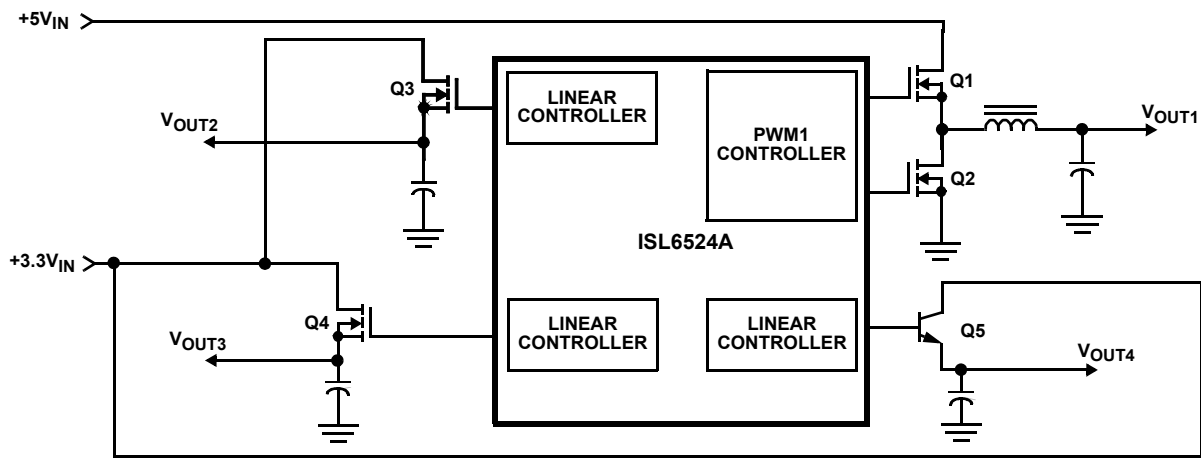 +5VIN
Q3
LINEAR
CONTROLLER
PWM1
CONTROLLER
Q1
VOUT1
VOUT2
Q2
ISL6524A
+3.3VIN
Q4
LINEAR
CONTROLLER
LINEAR
CONTROLLER
Q5
VOUT3
VOUT4